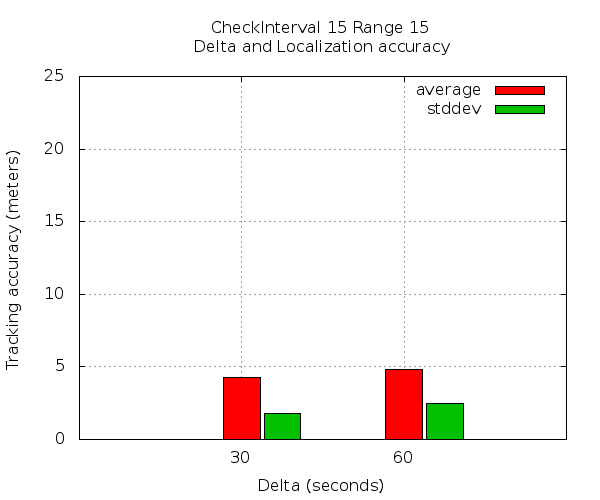 CheckInterval 15 Range 15
Delta and Localization accuracy
25
20
15
10
5
0
Tracking accuracy (meters)
average
stddev
30
60
Delta (seconds)